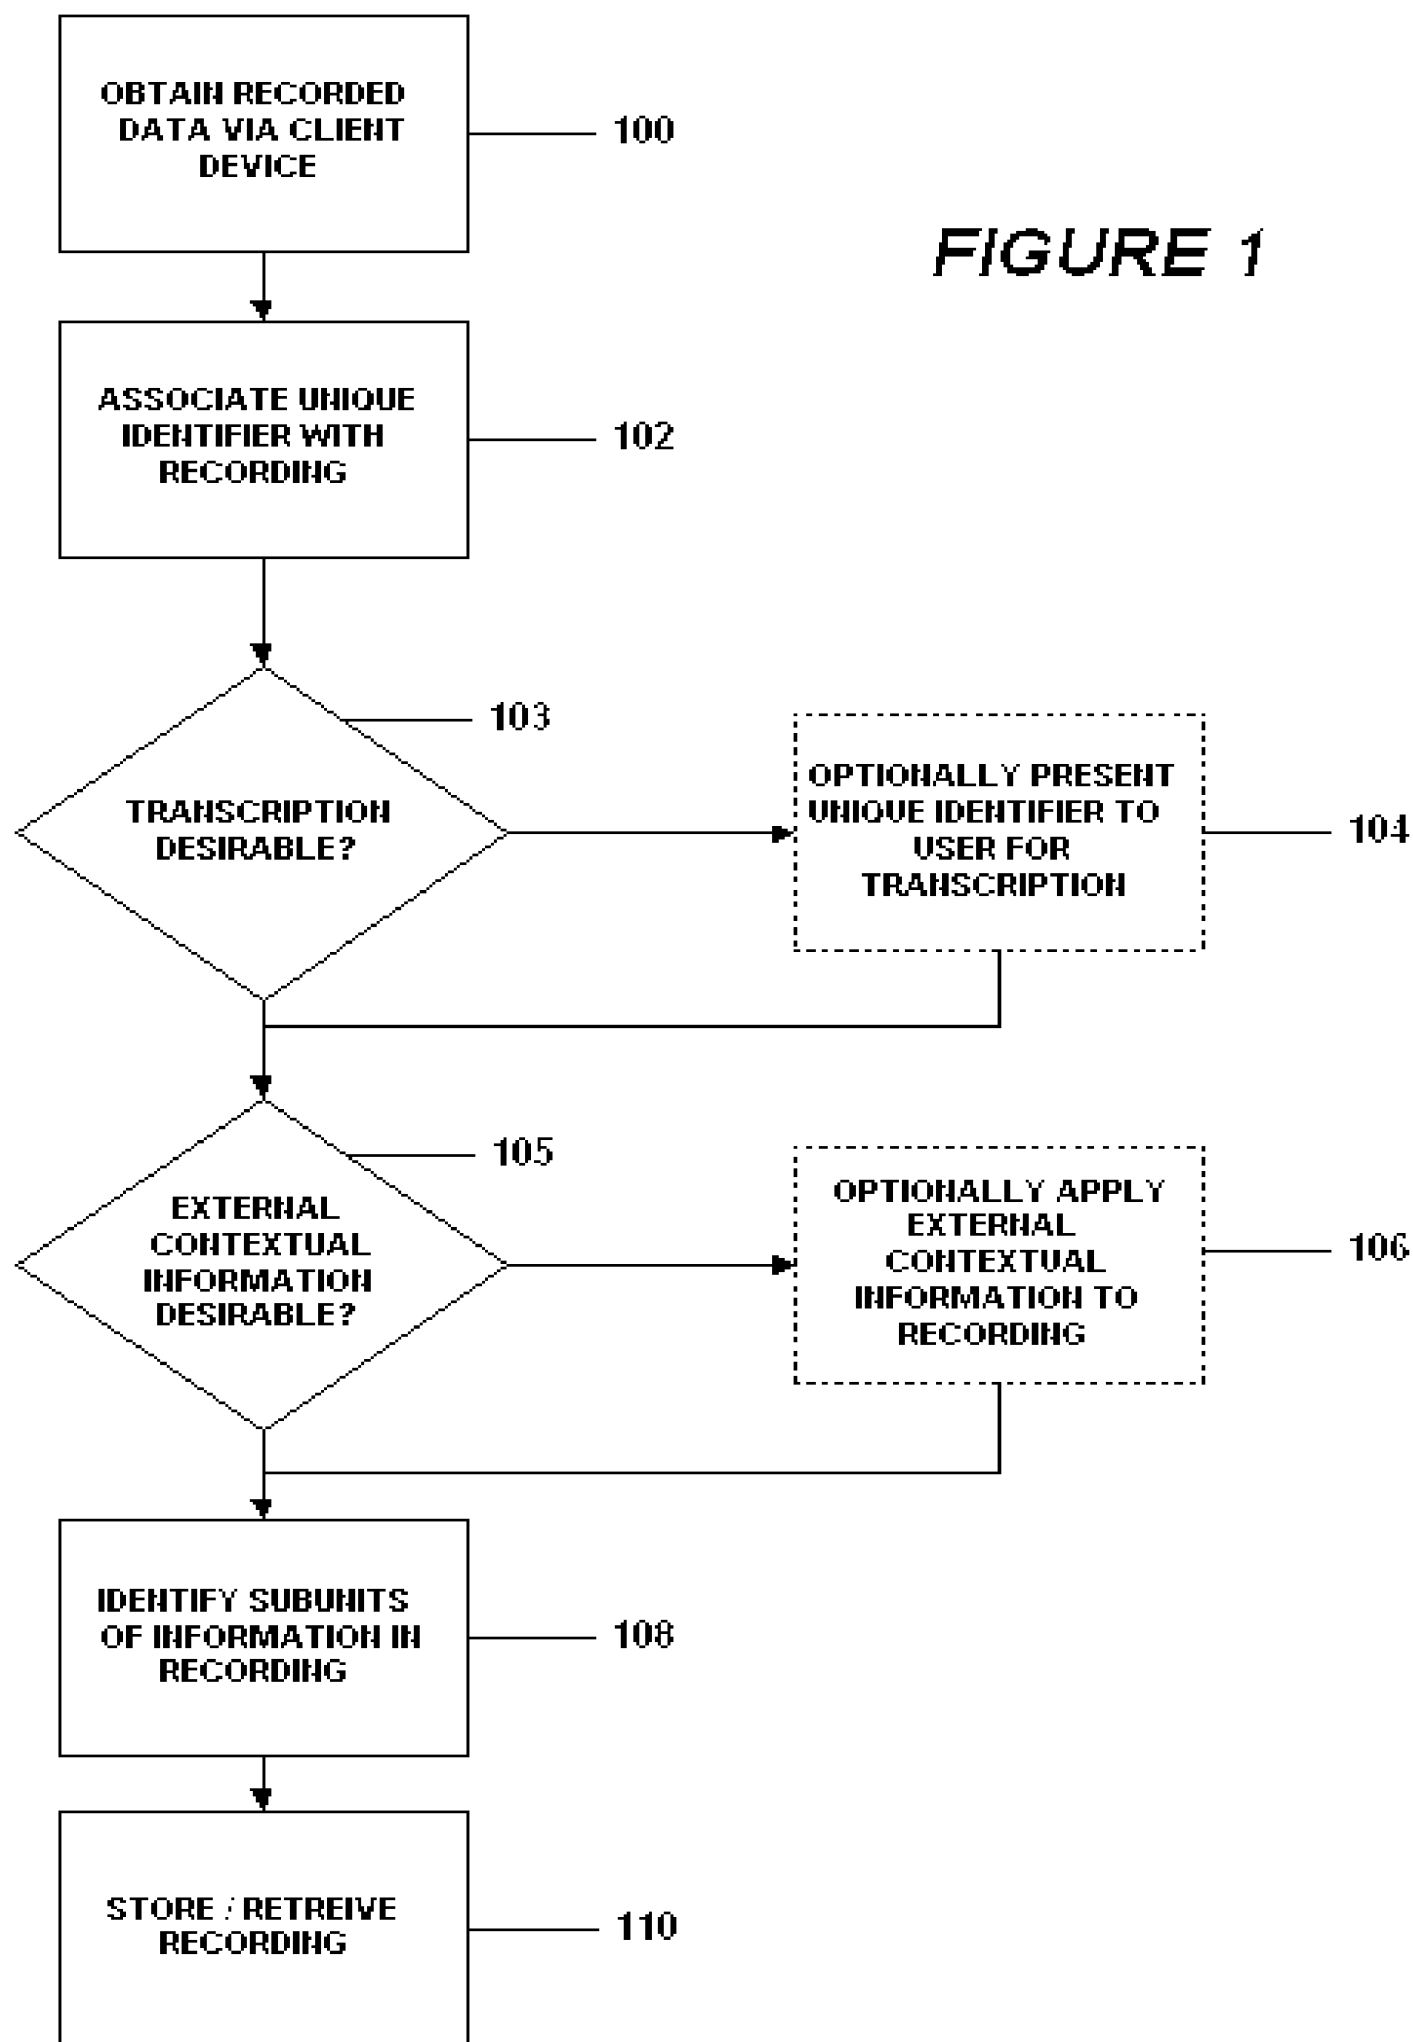 OBTAIN RECORDED
DATA VIA CLIENT
DEVICE
100
FIGURE 1
ASSOCIATE UNIQUE
IDENTIFIER WITH
RECORDING
102
103
TRANSCRIPTION
DESIRABLE?
OPTIONALLY PRESENT
UNIQUE IDENTIFIER TO
USER FOR
TRANSCRIPTION
104
105
EXTERNAL
CONTEXTUAL
INFORMATION
DESIRABLE?
OPTIONALLY APPLY
EXTERNAL
CONTEXTUAL
INFORMATION TO
RECORDING
106
IDENTIFY SUBUNITS
OF INFORMATION IN
RECORDING
108
STORE / RETREIVE
RECORDING
110